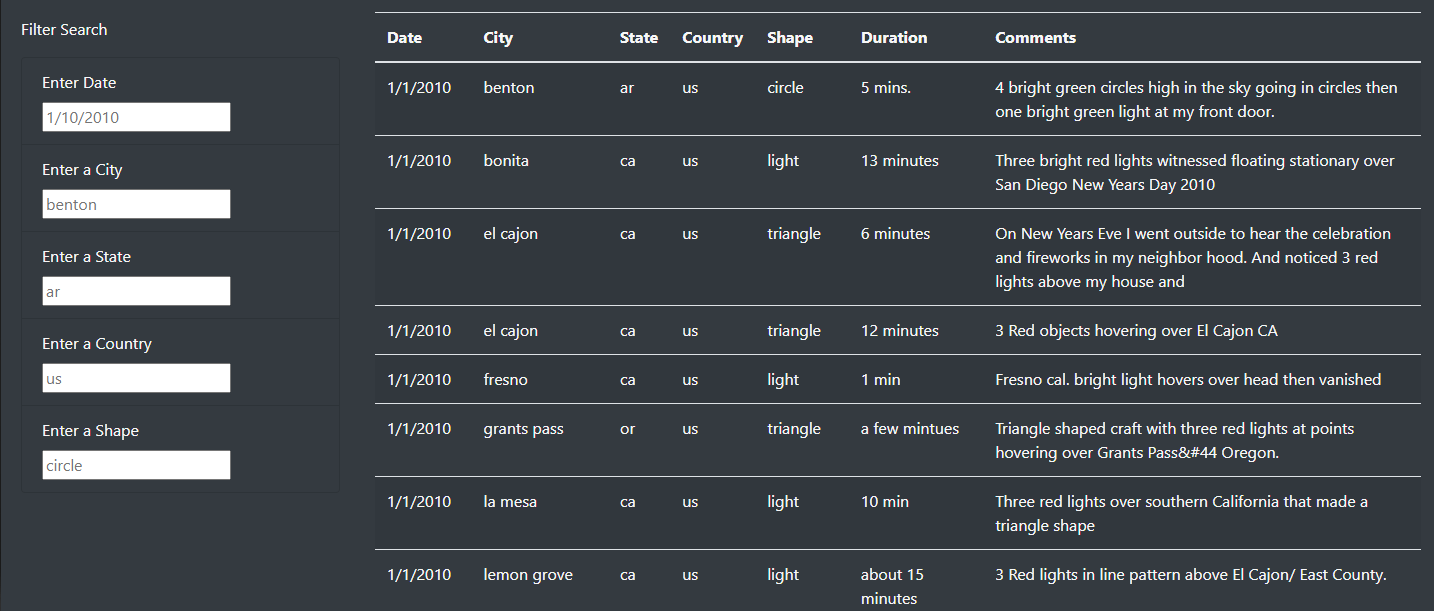 Filter Search
Enter Date
1/10/2010
Enter a City
benton
Enter a State
ar
Enter a Country
us
Enter a Shape
circle
Date City State Country Shape Duration Comments
1/1/2010 benton ar us circle 5 mins. 4 bright green circles high in the sky going in circles then
one bright green light at my front door.
1/1/2010 bonita ca us light 13 minutes Three bright red lights witnessed floating stationary over
San Diego New Years Day 2010
1/1/2010 el cajon ca us triangle 6 minutes On New Years Eve I went outside to hear the celebration
and fireworks in my neighbor hood. And noticed 3 red
lights above my house and
1/1/2010 el cajon ca us triangle 12 minutes 3 Red objects hovering over El Cajon CA
1/1/2010 fresno ca us light 1 min Fresno cal. bright light hovers over head then vanished
1/1/2010 grants pass or us triangle a few mintues Triangle shaped craft with three red lights at points
hovering over Grants Pass&#44 Oregon.
1/1/2010 la mesa ca us light 10 min Three red lights over southern California that made a
triangle shape
1/1/2010 lemon grove ca us light about 15 3 Red lights in line pattern above El Cajon/ East County.
minutes